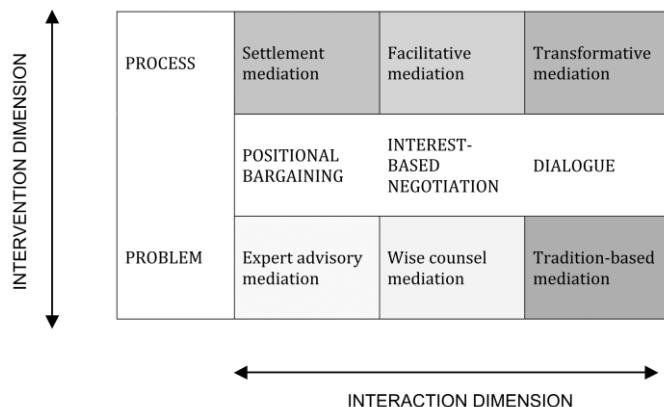 INTERVENTION DIMENSION
PROCESS
Settlement
mediation
Facilitative
mediation
Transformative
mediation
POSITIONAL
BARGAINING
INTEREST-
BASED
NEGOTIATION
DIALOGUE
PROBLEM
Expert advisory
mediation
Wise counsel
mediation
Tradition-based
mediation
INTERACTION DIMENSION